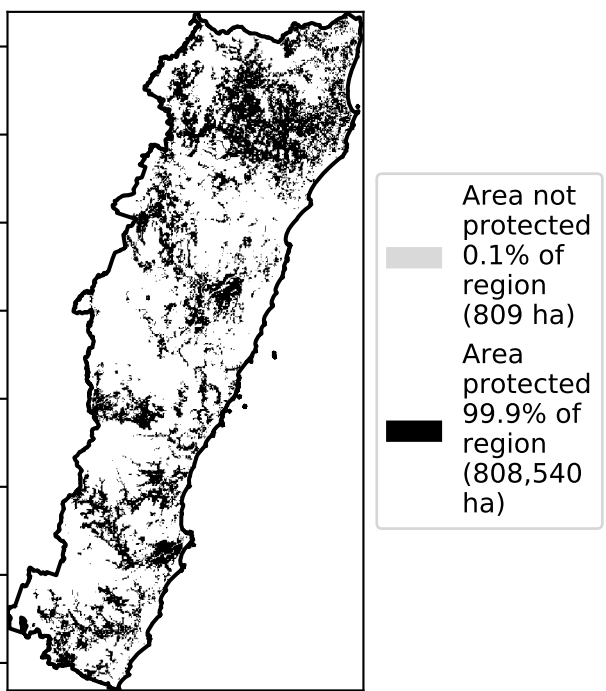 Area not
protected
0.1% of
region
(809 ha)
Area
protected
99.9% of
region
(808,540
ha)